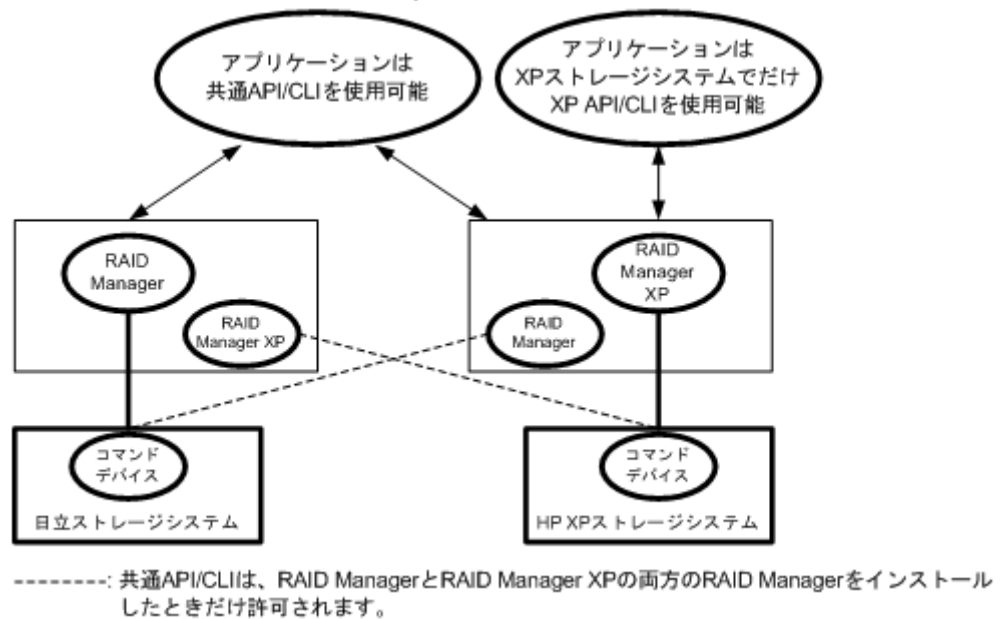 アプリケーションは
共通API/CLIを使用可能
アプリケーションは
XPストレージシステムでだけ
XP API/CLIを使用可能
RAID
Manager
RAID
Manager XP
RAID
Manager
XP
RAID
Manager
コマンド
デバイス
日立ストレージシステム
コマンド
デバイス
HP XPストレージシステム
--------: 共通API/CLIは、RAID ManagerとRAID Manager XPの両方のRAID Managerをインストール
したときだけ許可されます。